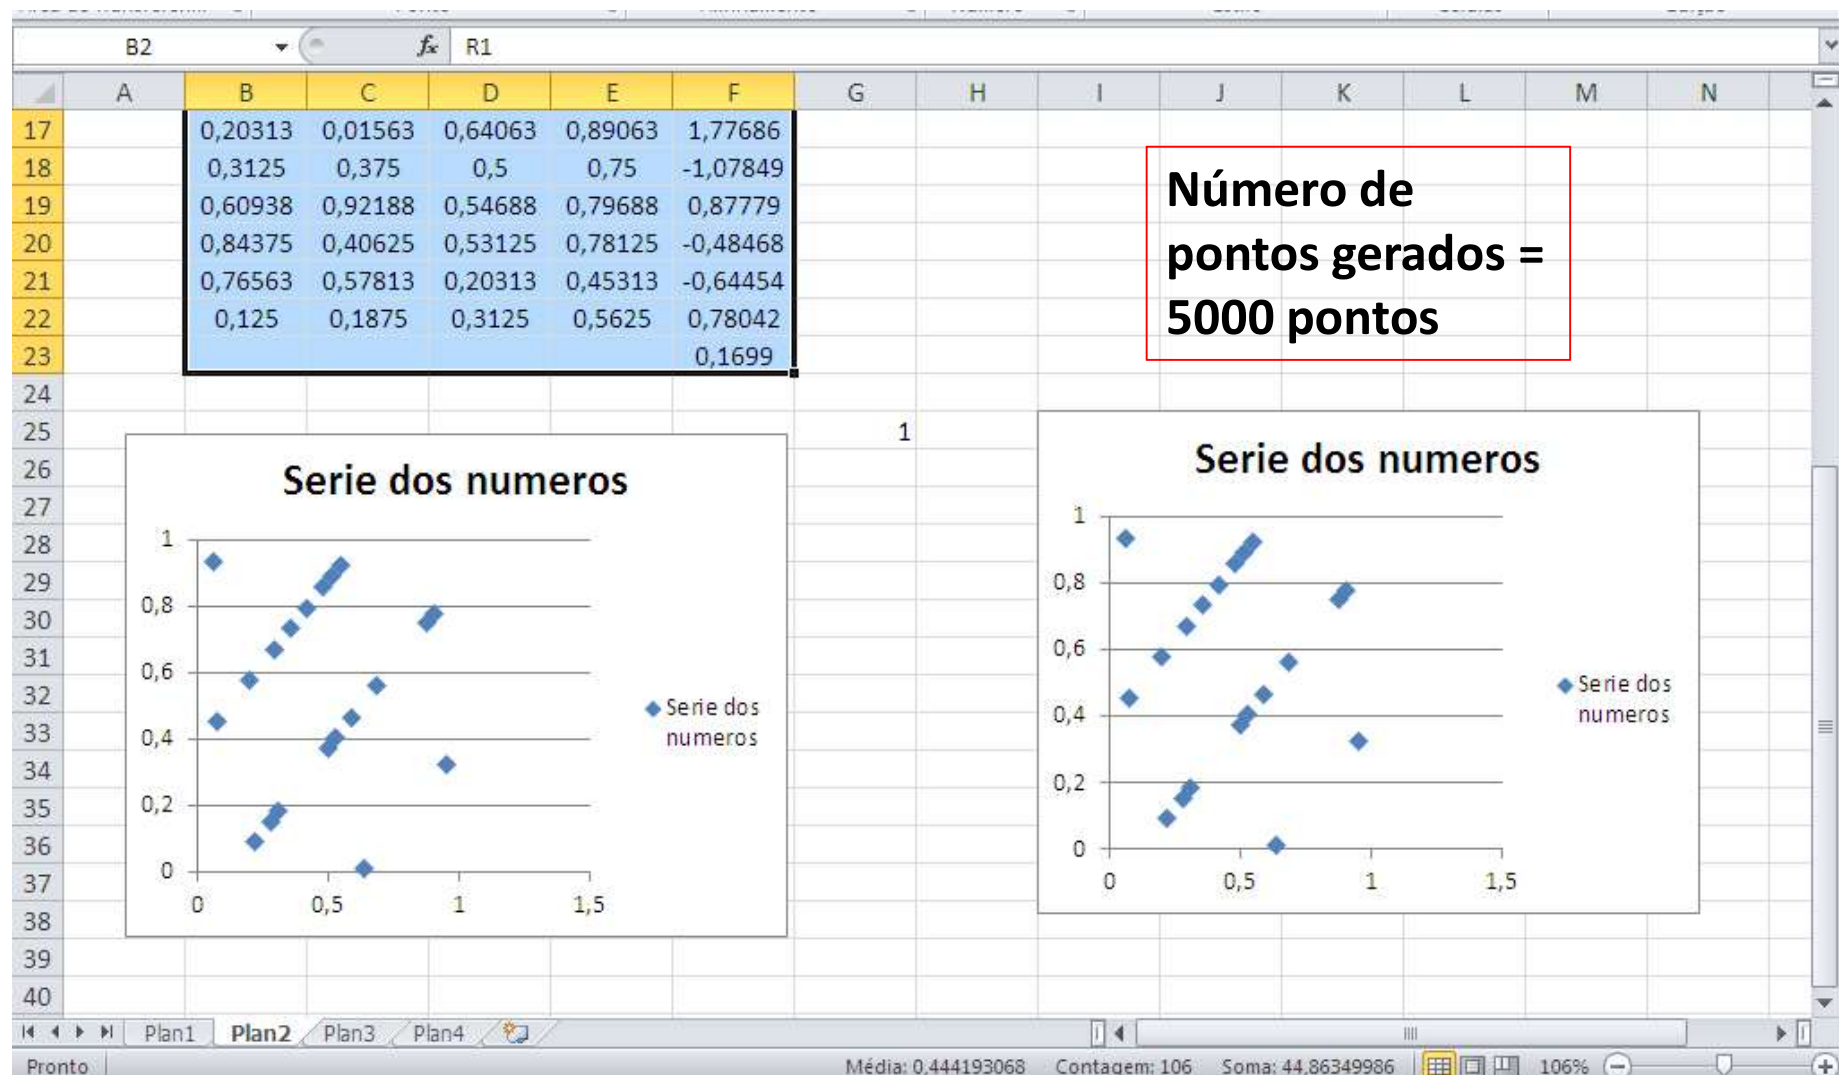 B2 fx R1
A B C D E F G H I J K L M N
17 0,20313 0,01563 0,64063 0,89063 1,77686
18 0,3125 0,375 0,5 0,75 -1,07849
19 0,60938 0,92188 0,54688 0,79688 0,87779
20 0,84375 0,40625 0,53125 0,78125 -0,48468
21 0,76563 0,57813 0,20313 0,45313 -0,64454
22 0,125 0,1875 0,3125 0,5625 0,78042
23 0,1699
24
25 1
26
27
28
29
30
31
32
33
34
35
36
37
38
39
40
Número de
pontos gerados =
5000 pontos
Serie dos numeros
1
0,8
0,6
0,4
0,2
0
0 0,5 1 1,5
Serie dos
numeros
Serie dos numeros
1
0,8
0,6
0,4
0,2
0
0 0,5 1 1,5
Serie dos
numeros
Plan1 Plan2 Plan3 Plan4
Pronto Média: 0,444193068 Contagem: 106 Soma: 44,86349986 106%